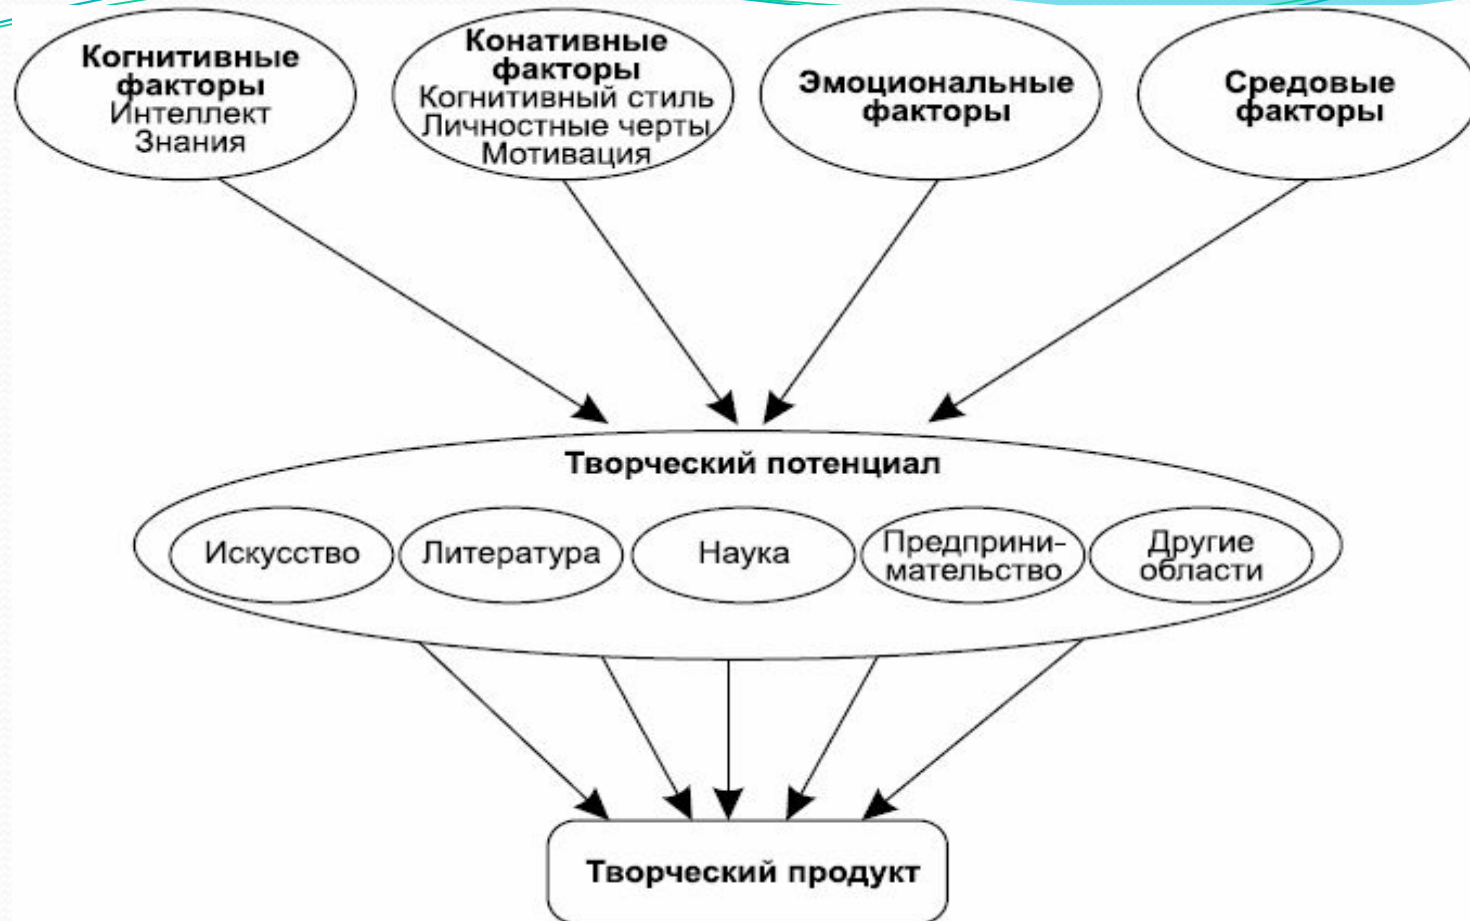 Когнитивные
факторы
Интеллект
Знания
Конативные
факторы
Когнитивный стиль
Личностные черты
Мотивация
Эмоциональные
факторы
Средовые
факторы
Творческий потенциал
Искусство
Литература
Наука
Предприни-
мательство
Другие
области
Творческий продукт